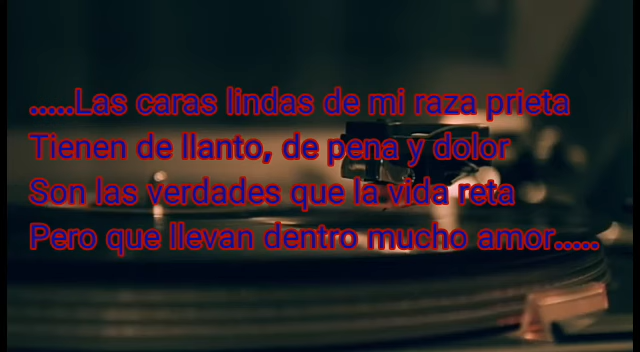 .....Las caras lindas de mi raza prieta
Tienen de llanto, de pena y dolor
Son las verdades que la vida reta
Pero que llevan dentro mucho amor.....